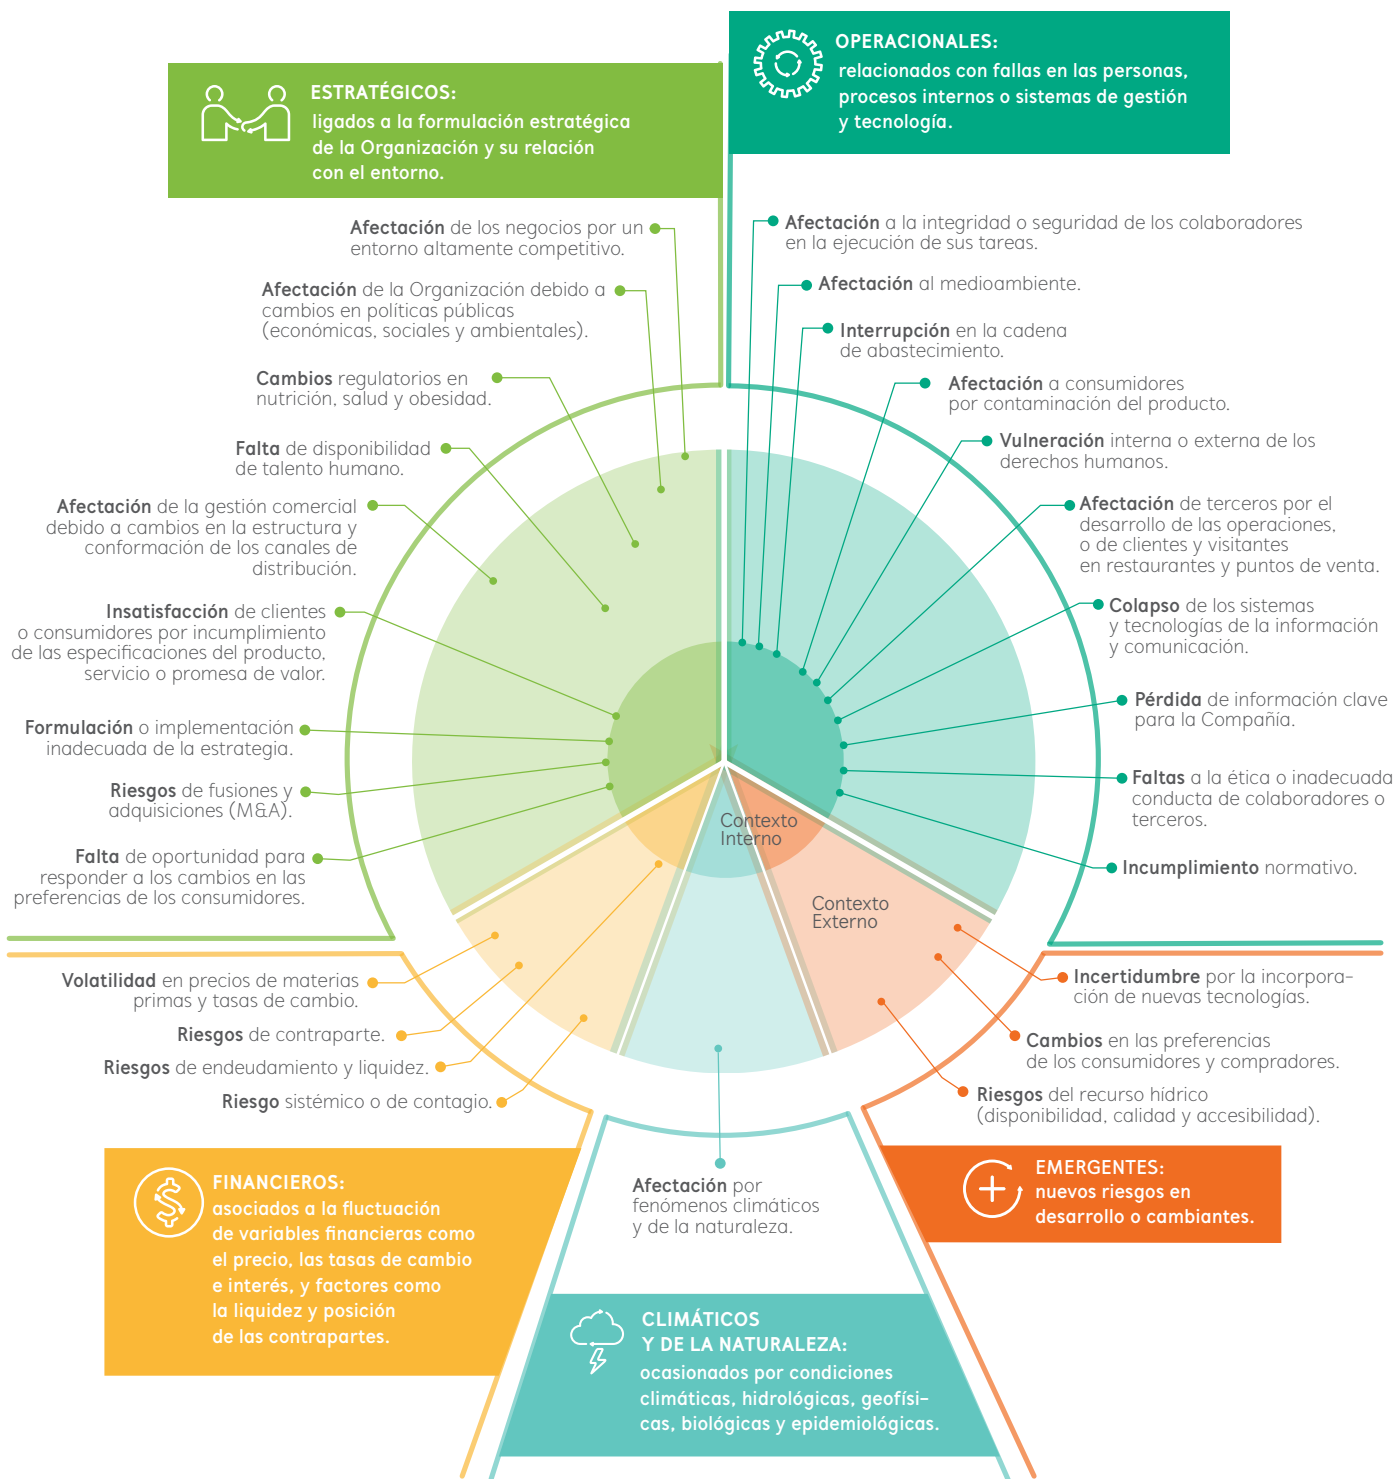 ESTRATÉGICOS:
ligados a la formulación estratégica
de la Organización y su relación
con el entorno.
OPERACIONALES:
relacionados con fallas en las personas,
procesos internos o sistemas de gestión
y tecnología.
Afectación de los negocios por un
entorno altamente competitivo.
Afectación de la Organización debido a
cambios en políticas públicas
(económicas, sociales y ambientales).
Cambios regulatorios en
nutrición, salud y obesidad.
Falta de disponibilidad
de talento humano.
Afectación de la gestión comercial
debido a cambios en la estructura y
conformación de los canales de
distribución.
Insatisfacción de clientes
o consumidores por incumplimiento
de las especificaciones del producto,
servicio o promesa de valor.
Formulación o implementación
inadecuada de la estrategia.
Riesgos de fusiones y
adquisiciones (M&A).
Falta de oportunidad para
responder a los cambios en las
preferencias de los consumidores.
Afectación a la integridad o seguridad de los colaboradores
en la ejecución de sus tareas.
Afectación al medioambiente.
Interrupción en la cadena
de abastecimiento.
Afectación a consumidores
por contaminación del producto.
Vulneración interna o externa de los
derechos humanos.
Afectación de terceros por el
desarrollo de las operaciones,
o de clientes y visitantes
en restaurantes y puntos de venta.
Colapso de los sistemas
y tecnologías de la información
y comunicación.
Pérdida de información clave
para la Compañía.
Faltas a la ética o inadecuada
conducta de colaboradores o
terceros.
Incumplimiento normativo.
Contexto
Interno
Contexto
Externo
Volatilidad en precios de materias
primas y tasas de cambio.
Riesgos de contraparte.
Riesgos de endeudamiento y liquidez.
Riesgo sistémico o de contagio.
Incertidumbre por la incorpora-
ción de nuevas tecnologías.
Cambios en las preferencias
de los consumidores y compradores.
Riesgos del recurso hídrico
(disponibilidad, calidad y accesibilidad).
Afectación por
fenómenos climáticos
y de la naturaleza.
FINANCIEROS:
asociados a la fluctuación
de variables financieras como
el precio, las tasas de cambio
e interés, y factores como
la liquidez y posición
de las contrapartes.
EMERGENTES:
nuevos riesgos en
desarrollo o cambiantes.
CLIMÁTICOS
Y DE LA NATURALEZA:
ocasionados por condiciones
climáticas, hidrológicas, geofísi-
cas, biológicas y epidemiológicas.